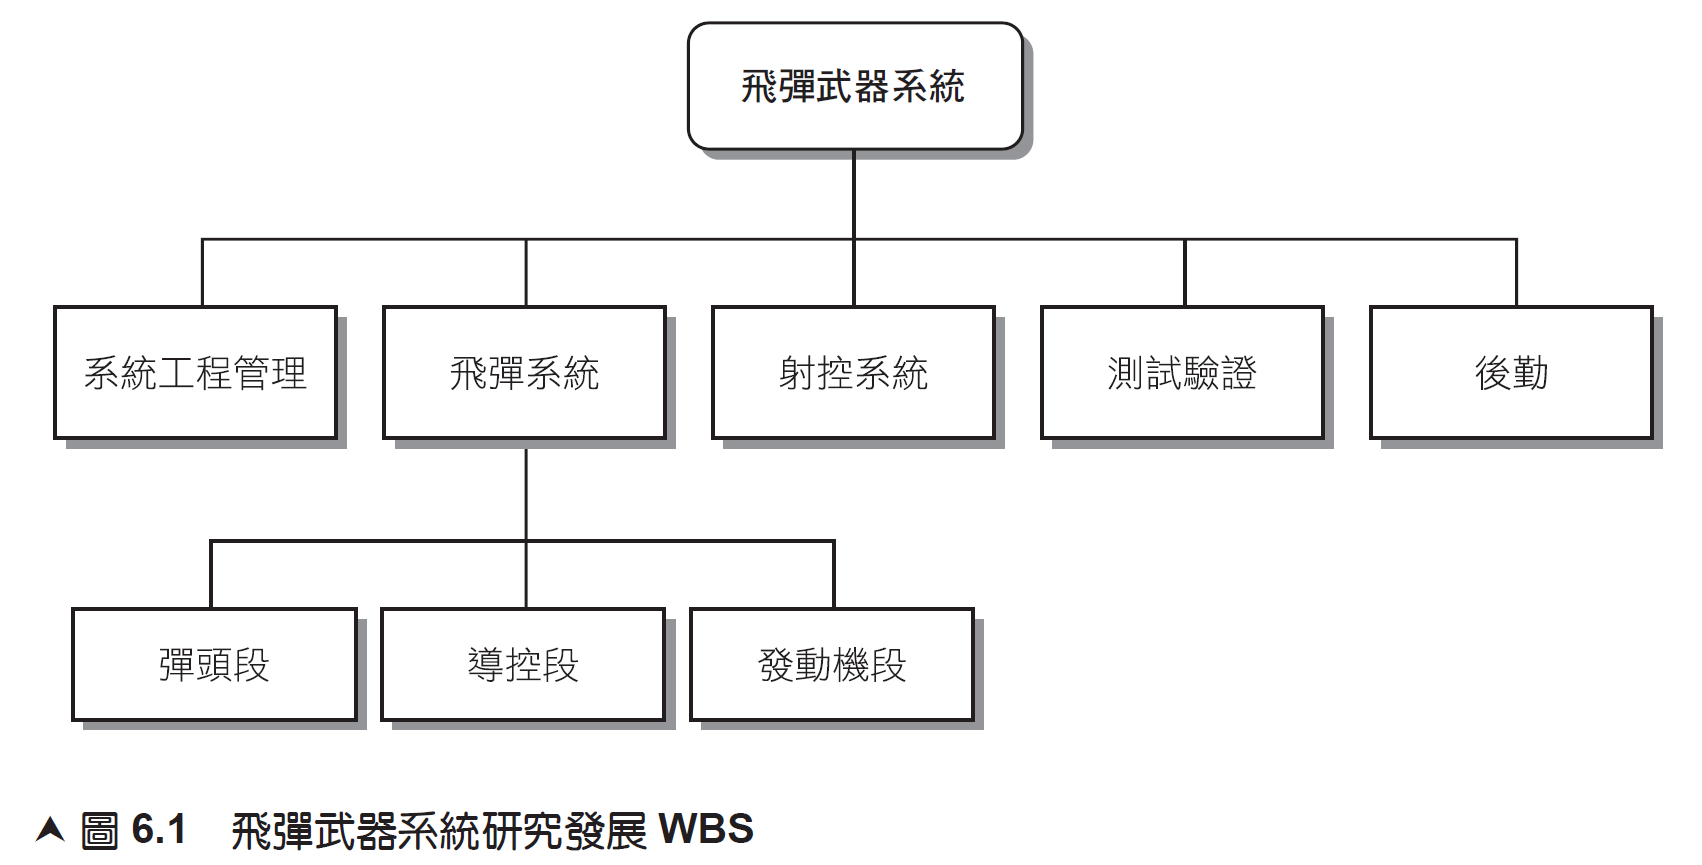 飛彈武器系統
系統工程管理
飛彈系統
射控系統
測試驗證
後勤
彈頭段
導控段
發動機段
圖 6.1 飛彈武器系統研究發展 WBS